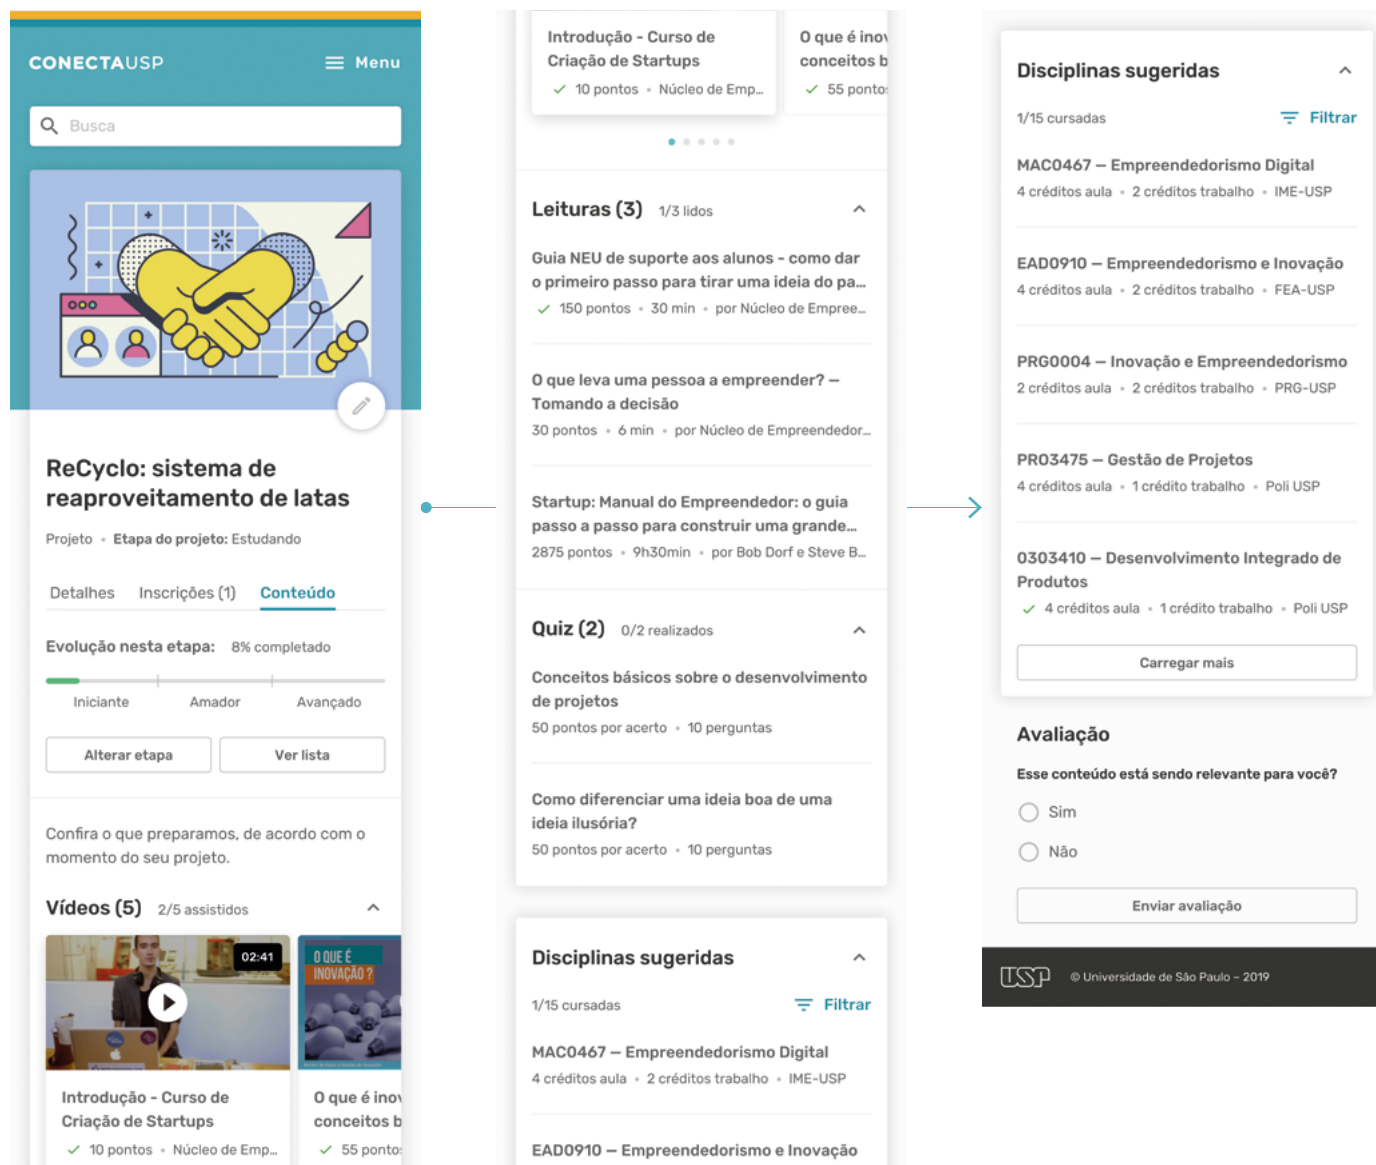 CONECTAUSP
Menu
Busca
ReCyclo: sistema de
reaproveitamento de latas
Projeto • Etapa do projeto: Estudando
Detalhes
Inscrições (1)
Conteúdo
Evolução nesta etapa: 8% completado
Iniciante
Amador
Avançado
Alterar etapa
Ver lista
Confira o que preparamos, de acordo com o
momento do seu projeto.
Vídeos (5) 2/5 assistidos
02:41
O QUE É
INOVAÇÃO ?
Introdução - Curso de
Criação de Startups
10 pontos • Núcleo de Emp...
O que é inov
conceitos b
55 pontos
Introdução - Curso de
Criação de Startups
10 pontos • Núcleo de Emp...
O que é inov
conceitos b
55 pontos
Leituras (3) 1/3 lidos
Guia NEU de suporte aos alunos - como dar
o primeiro passo para tirar uma ideia do pa...
150 pontos • 30 min • por Núcleo de Empree...
O que leva uma pessoa a empreender? —
Tomando a decisão
30 pontos • 6 min • por Núcleo de Empreendedor...
Startup: Manual do Empreendedor: o guia
passo a passo para construir uma grande...
2875 pontos • 9h30min • por Bob Dorf e Steve B...
Quiz (2) 0/2 realizados
Conceitos básicos sobre o desenvolvimento
de projetos
50 pontos por acerto • 10 perguntas
Como diferenciar uma ideia boa de uma
ideia ilusória?
50 pontos por acerto • 10 perguntas
Disciplinas sugeridas
1/15 cursadas
Filtrar
MAC0467 — Empreendedorismo Digital
4 créditos aula • 2 créditos trabalho • IME-USP
EAD0910 — Empreendedorismo e Inovação
Disciplinas sugeridas
1/15 cursadas
Filtrar
MAC0467 — Empreendedorismo Digital
4 créditos aula • 2 créditos trabalho • IME-USP
EAD0910 — Empreendedorismo e Inovação
4 créditos aula • 2 créditos trabalho • FEA-USP
PRG0004 — Inovação e Empreendedorismo
2 créditos aula • 2 créditos trabalho • PRG-USP
PRO3475 — Gestão de Projetos
4 créditos aula • 1 crédito trabalho • Poli USP
0303410 — Desenvolvimento Integrado de
Produtos
4 créditos aula • 1 crédito trabalho • Poli USP
Carregar mais
Avaliação
Esse conteúdo está sendo relevante para você?
Sim
Não
Enviar avaliação
USP
© Universidade de São Paulo – 2019